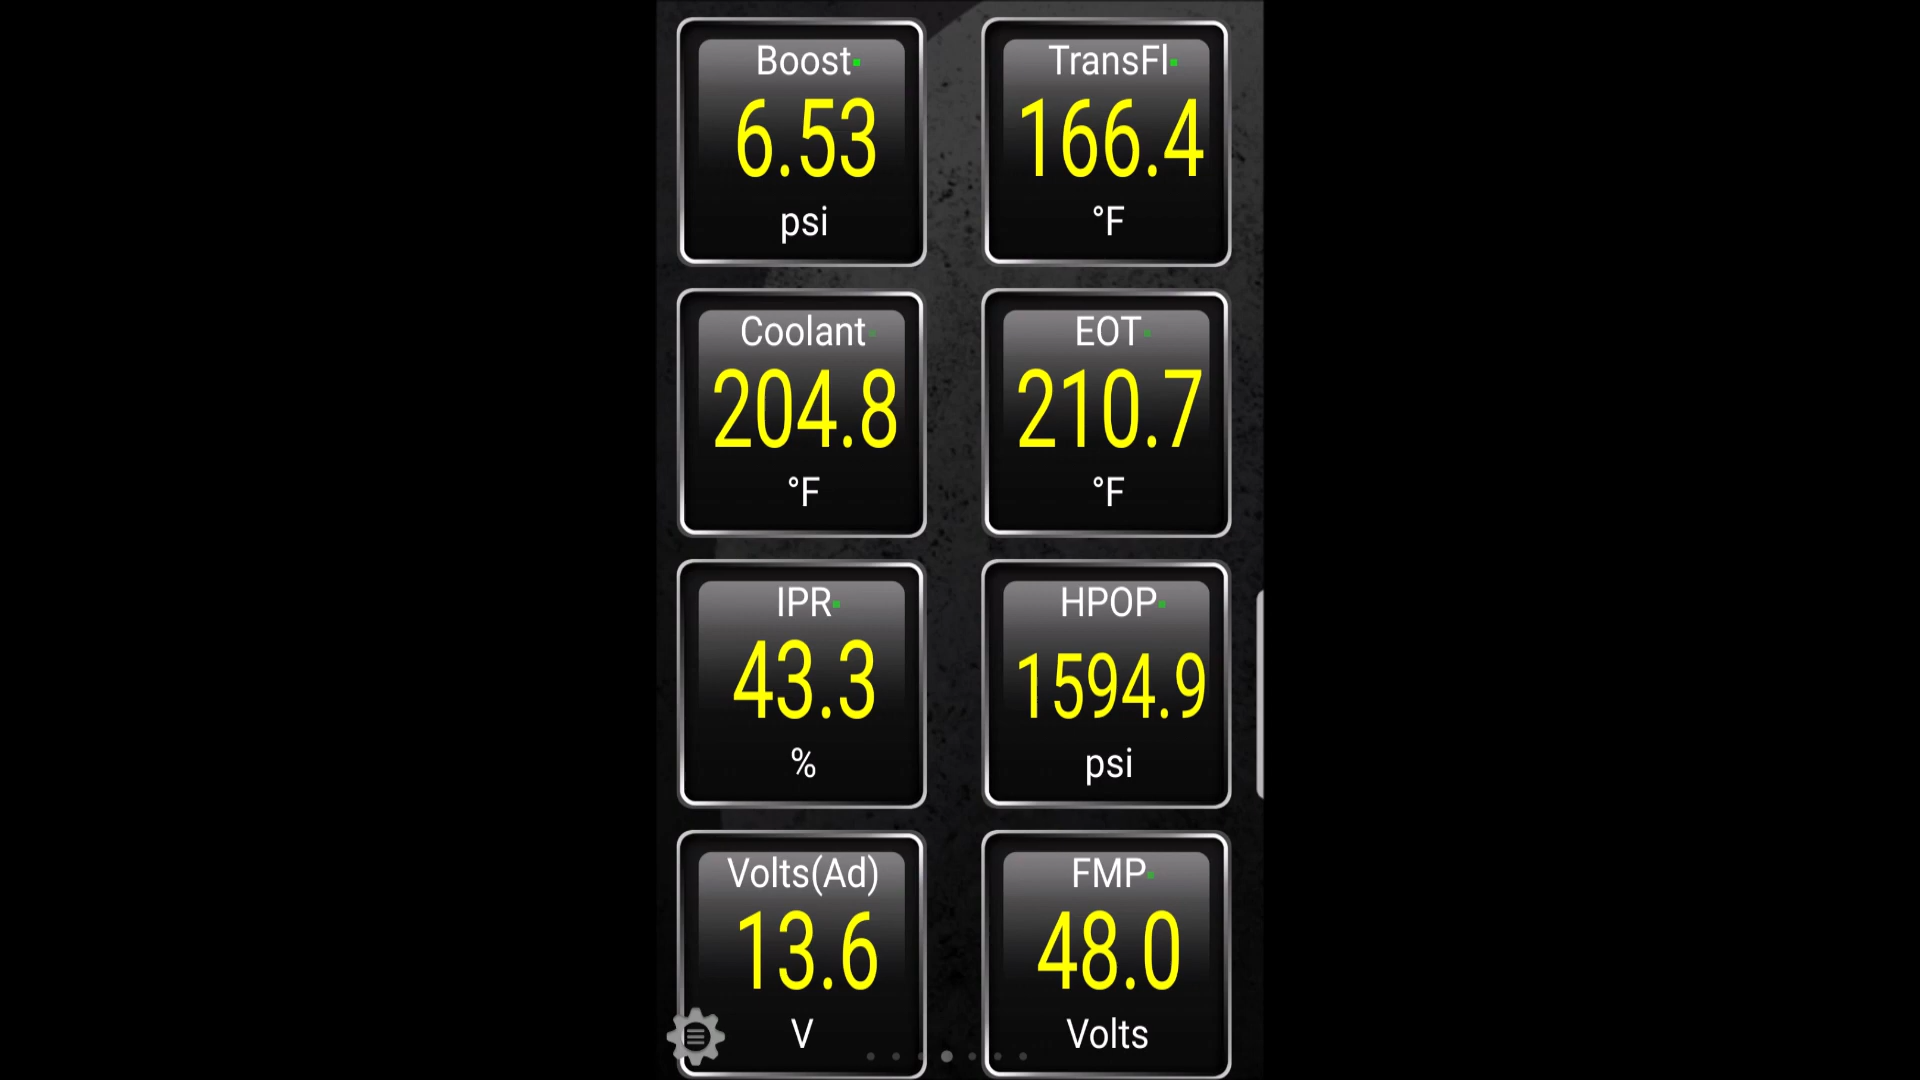 Boost
6.53
psi
TransFl
166.4
°F
Coolant
204.8
°F
EOT
210.7
°F
IPR
43.3
%
HPOP
1594.9
psi
Volts(Ad)
13.6
V
FMP
48.0
Volts